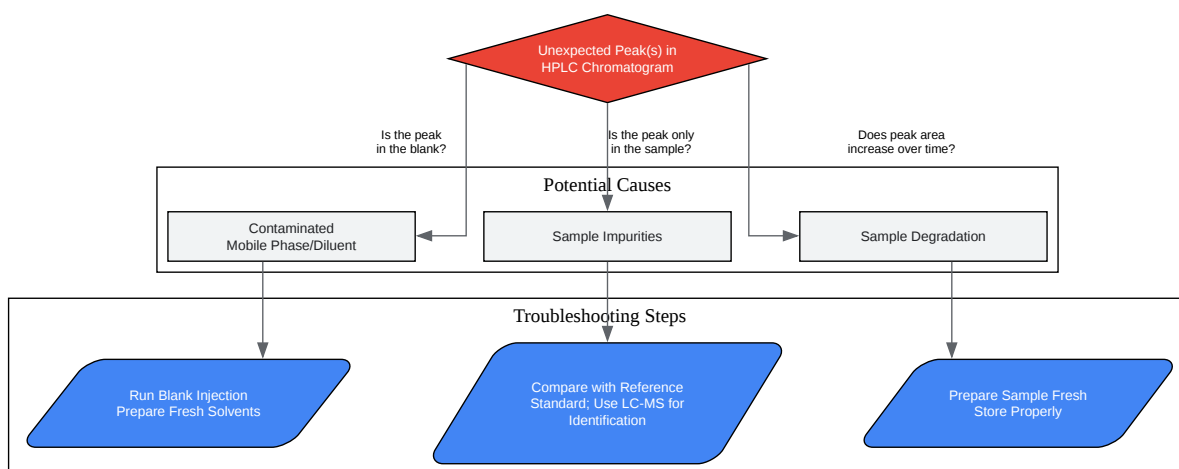 Unexpected Peak(s) in
HPLC Chromatogram
Is the peak
in the blank?
Is the peak only
in the sample?
Does peak area
increase over time?
Potential Causes
Contaminated
Mobile Phase/Diluent
Sample Impurities
Sample Degradation
Troubleshooting Steps
Run Blank Injection
Prepare Fresh Solvents
Compare with Reference
Standard; Use LC-MS for
Identification
Prepare Sample Fresh
Store Properly